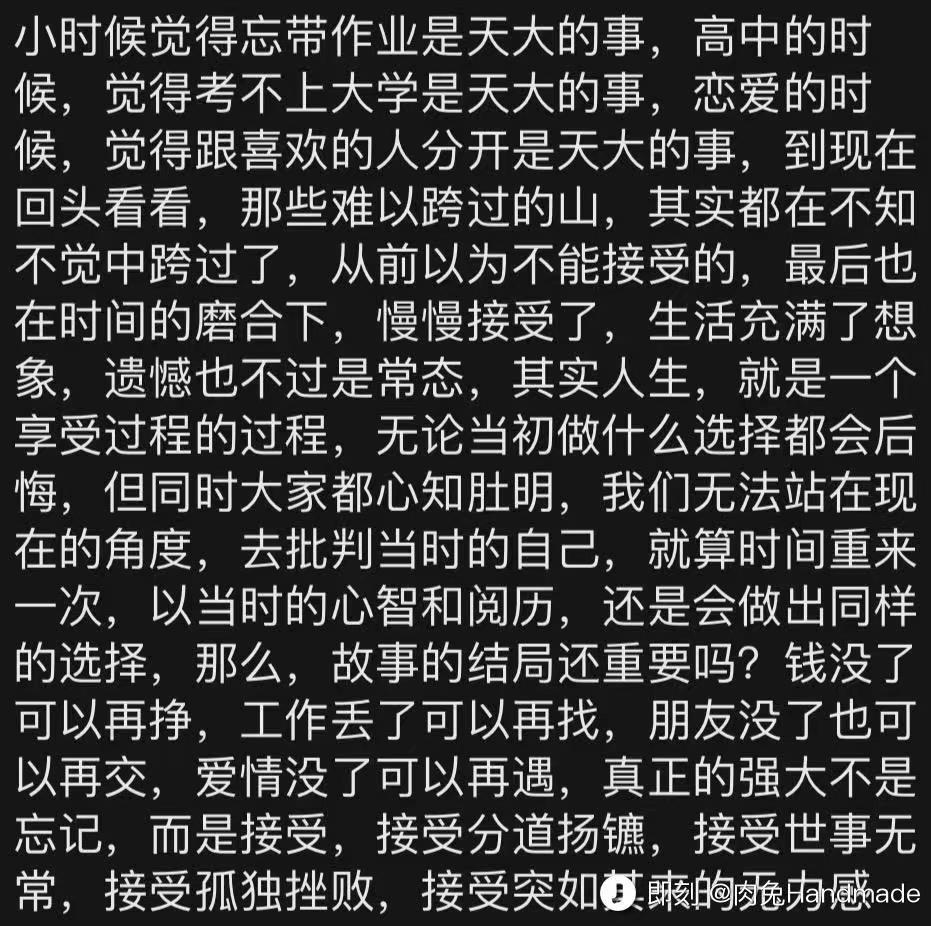 小时候觉得忘带作业是天大的事，高中的时
候，觉得考不上大学是天大的事，恋爱的时
候，觉得跟喜欢的人分开是天大的事，到现在
回头看看，那些难以跨过的山，其实都在不知
不觉中跨过了，从前以为不能接受的，最后也
在时间的磨合下，慢慢接受了，生活充满了想
象，遗憾也不过是常态，其实人生，就是一个
享受过程的过程，无论当初做什么选择都会后
悔，但同时大家都心知肚明，我们无法站在现
在的角度，去批判当时的自己，就算时间重来
一次，以当时的心智和阅历，还是会做出同样
的选择，那么，故事的结局还重要吗？钱没了
可以再挣，工作丢了可以再找，朋友没了也可
以再交，爱情没了可以再遇，真正的强大不是
忘记，而是接受，接受分道扬镳，接受世事无
常，接受孤独挫败，接受突如其来的无力感
即刻 @肉兔Handmade